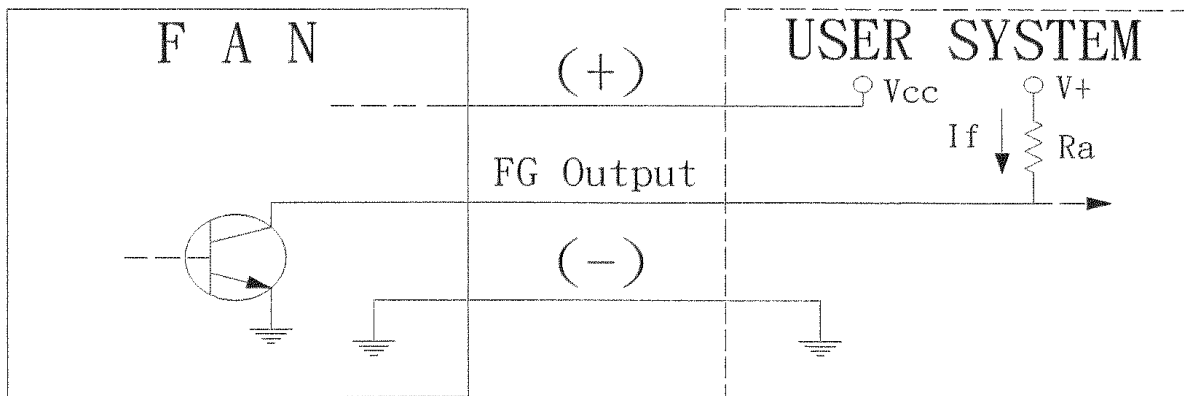 F A N
(+)
USER SYSTEM
Vcc
V+
If
Ra
FG Output
(-)